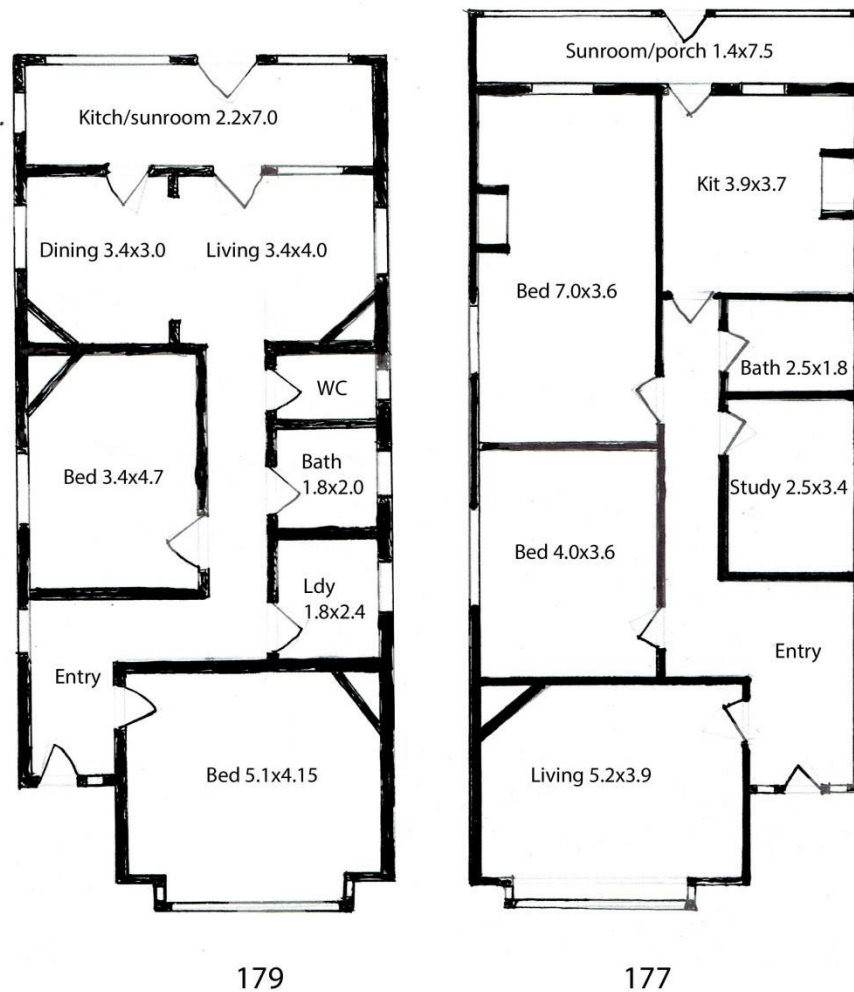 Kitch/sunroom 2.2x7.0
Dining 3.4x3.0
Living 3.4x4.0
WC
Bed 3.4x4.7
Bath
1.8x2.0
Ldy
1.8x2.4
Entry
Bed 5.1x4.15
179
Sunroom/porch 1.4x7.5
Kit 3.9x3.7
Bed 7.0x3.6
Bath 2.5x1.8
Study 2.5x3.4
Bed 4.0x3.6
Entry
Living 5.2x3.9
177